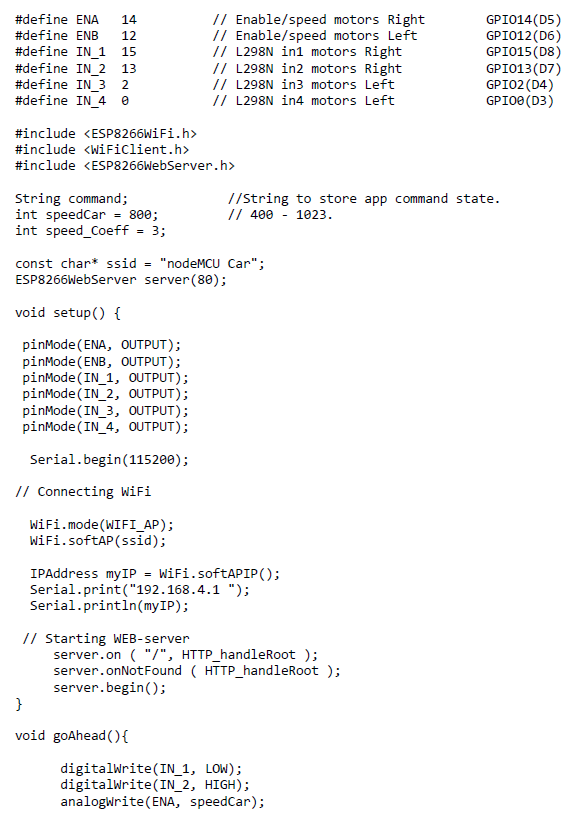 #define ENA   14          // Enable/speed motors Right        GPIO14(D5)
#define ENB   12          // Enable/speed motors Left         GPIO12(D6)
#define IN_1  15          // L298N in1 motors Right           GPIO15(D8)
#define IN_2  13          // L298N in2 motors Right           GPIO13(D7)
#define IN_3  2           // L298N in3 motors Left            GPIO2(D4)
#define IN_4  0           // L298N in4 motors Left            GPIO0(D3)

#include <ESP8266WiFi.h>
#include <WiFiClient.h>
#include <ESP8266WebServer.h>

String command;             //String to store app command state.
int speedCar = 800;         // 400 - 1023.
int speed_Coeff = 3;

const char* ssid = "nodeMCU Car";
ESP8266WebServer server(80);

void setup() {

 pinMode(ENA, OUTPUT);
 pinMode(ENB, OUTPUT);
 pinMode(IN_1, OUTPUT);
 pinMode(IN_2, OUTPUT);
 pinMode(IN_3, OUTPUT);
 pinMode(IN_4, OUTPUT);

  Serial.begin(115200);

// Connecting WiFi

  WiFi.mode(WIFI_AP);
  WiFi.softAP(ssid);

  IPAddress myIP = WiFi.softAPIP();
  Serial.print("192.168.4.1 ");
  Serial.println(myIP);

 // Starting WEB-server
     server.on ( "/", HTTP_handleRoot );
     server.onNotFound ( HTTP_handleRoot );
     server.begin();
}

void goAhead(){

      digitalWrite(IN_1, LOW);
      digitalWrite(IN_2, HIGH);
      analogWrite(ENA, speedCar);